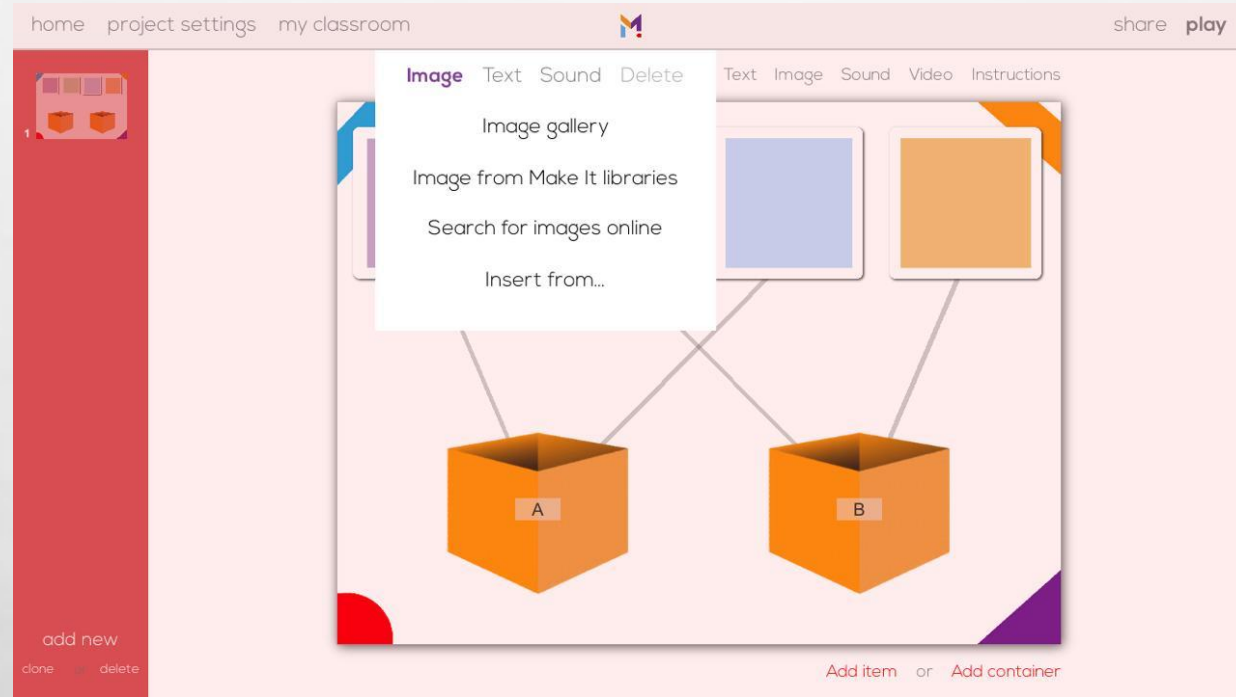 home project settings my classroom share play
Image Text Sound Delete Text Image Sound Video Instructions
Image gallery
Image from Make It libraries
Search for images online
Insert from...
1
A B
add new
clone or delete
Add item or Add container